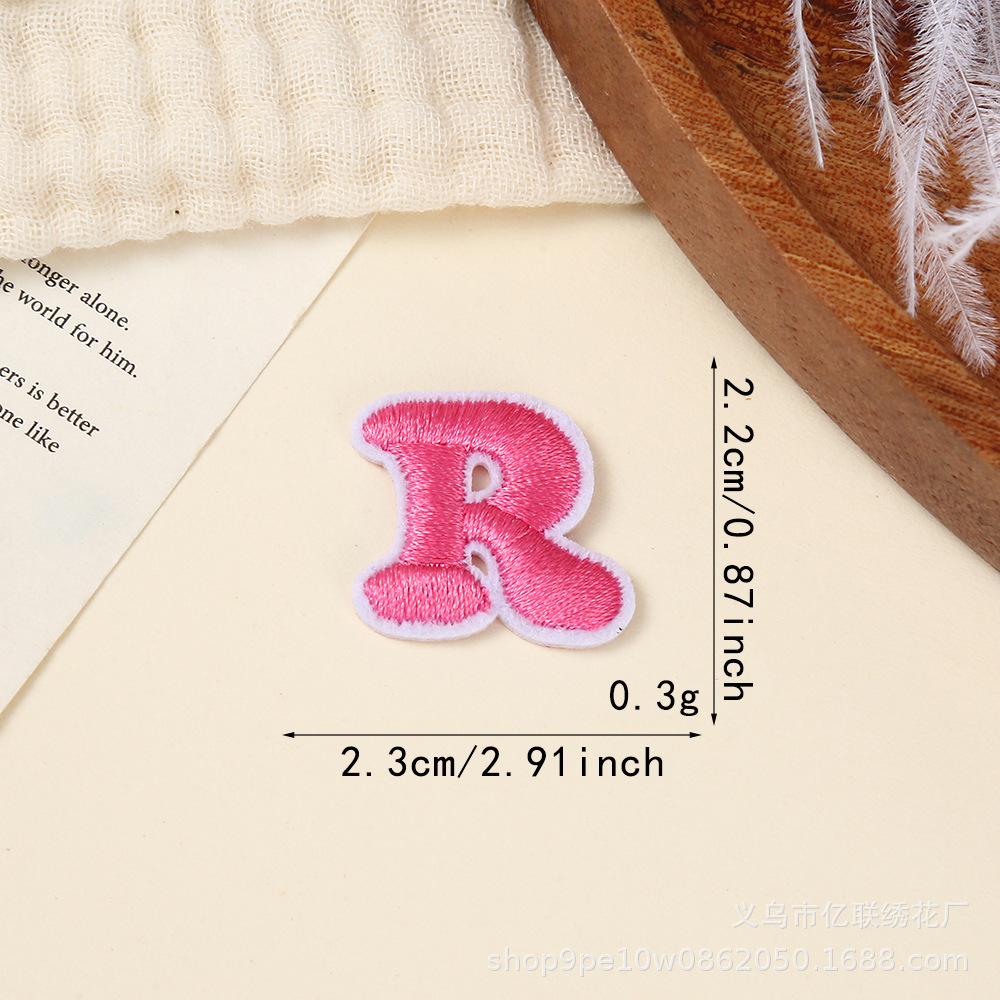 onger alone.
he world for him.
ers is better
one like
R
2.2cm/0.87inch
0.3g
2.3cm/2.91inch
义乌市亿联绣花厂
shop9pe10w0862050.1688.com